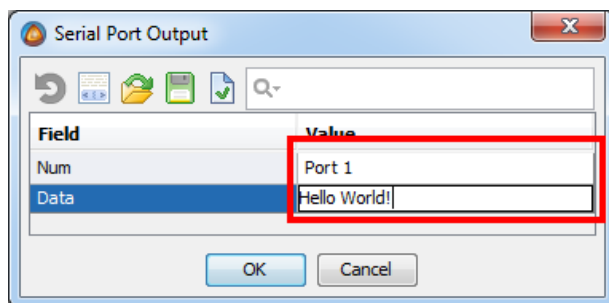 Serial Port Output
Field Value
Num Port 1
Data Hello World!
OK Cancel